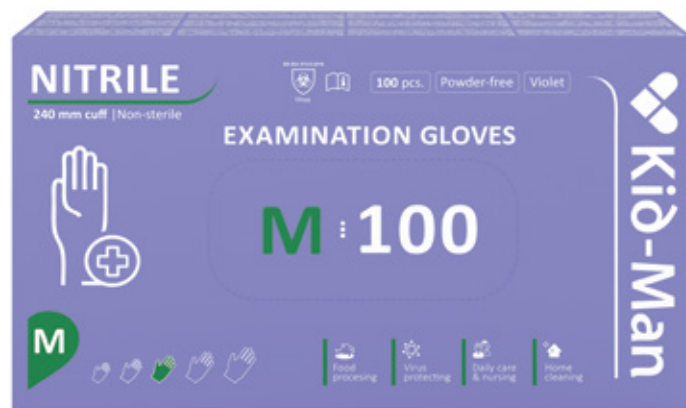 NITRILE
240 mm cuff | Non-sterile
VIRUS
100 pcs.
Powder-free
Violet
EXAMINATION GLOVES
M
100
Kid-Man
M
Food
procesing
Virus
protecting
Daily care
& nursing
Home
cleaning